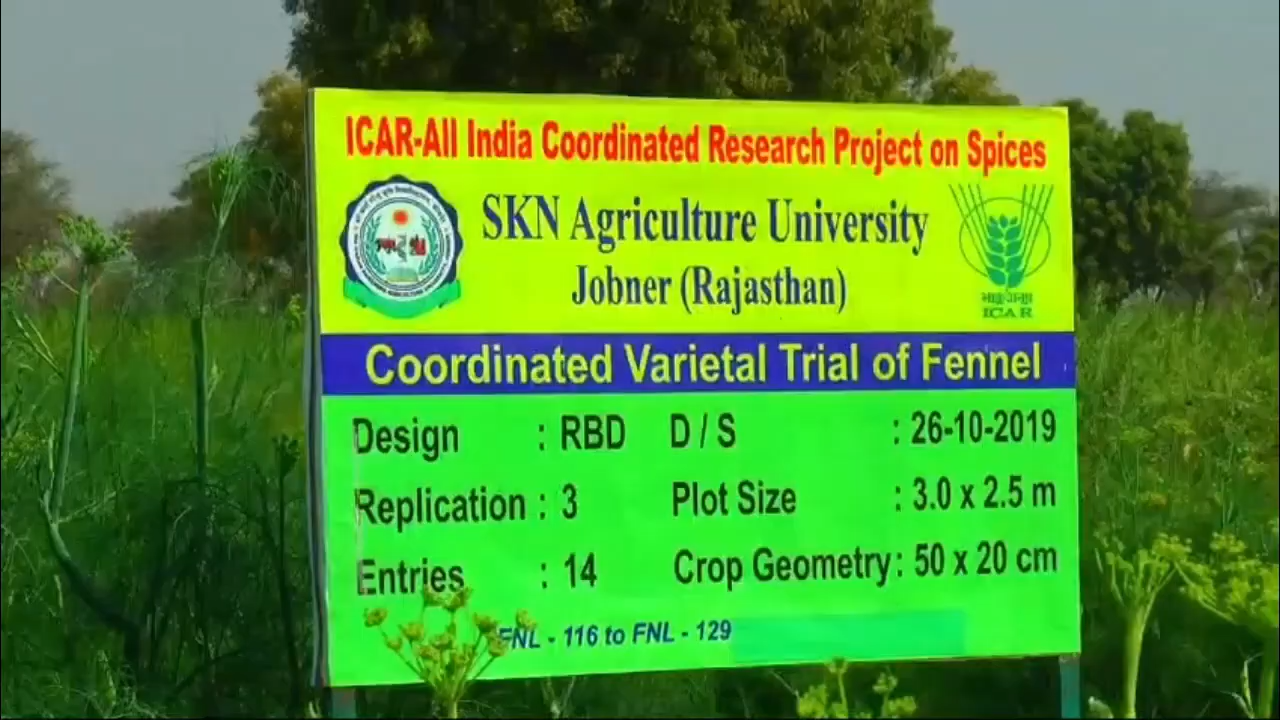 ICAR-All India Coordinated Research Project on Spices
SKN Agriculture University
Jobner (Rajasthan)
ICAR
Coordinated Varietal Trial of Fennel
Design : RBD D / S : 26-10-2019
Replication : 3 Plot Size : 3.0 x 2.5 m
Entries : 14 Crop Geometry : 50 x 20 cm
FNL - 116 to FNL - 129